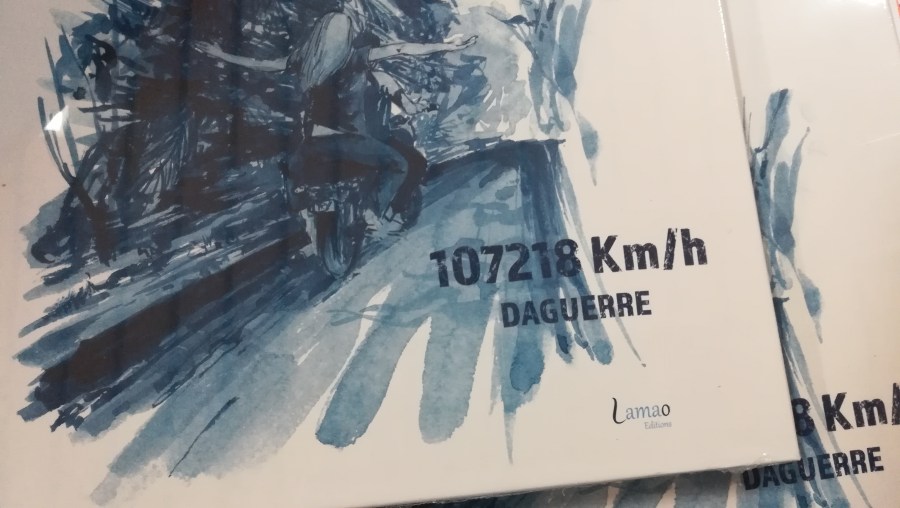 107218 Km/h
DAGUERRE
Lamao
Editions
8 Km/
DAGUERRE